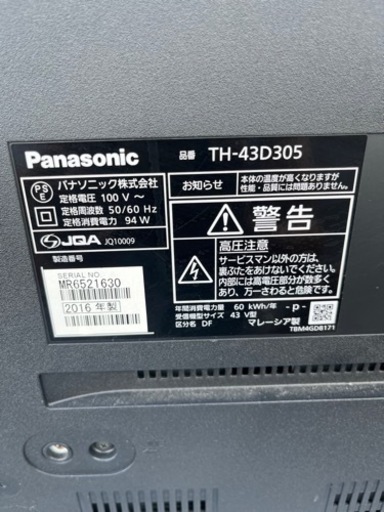 Panasonic
品番 TH-43D305
PS
E
パナソニック株式会社
定格電圧 100 V ~
定格周波数 50/60 Hz
定格消費電力 94 W
JQA JQ10009
製造番号
SERIAL NO
MR6521630
2016 年製
お知らせ
本体の温度が高くなりますが
性能・品質には問題ありません。
警告
高圧注意
サービスマン以外の方は、
裏ぶたをあけないでください。
内部には高電圧部分が数多く
あり、万一さわると危険です。
年間消費電力量 60 kWh/年 -p-
受信機型サイズ 43 V型
区分名 DF マレーシア製
TBM4GD8171